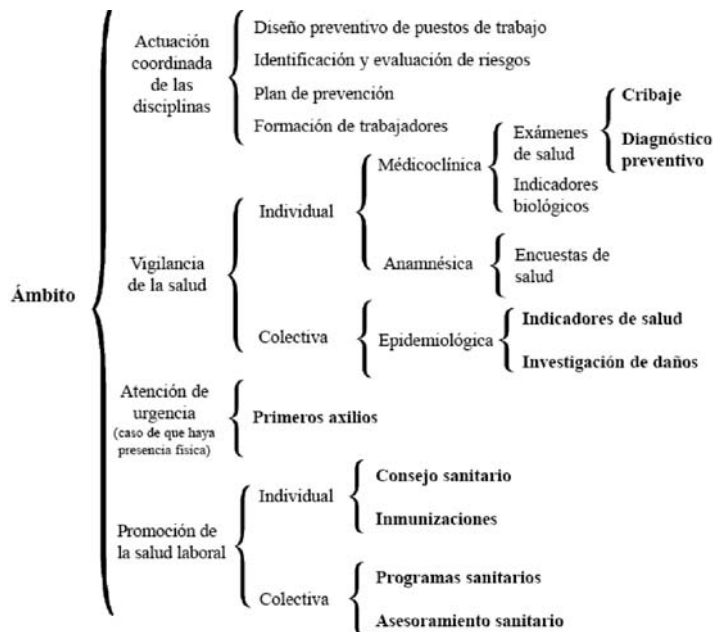 Ámbito
Actuación
coordinada
de las
disciplinas
Diseño preventivo de puestos de trabajo
Identificación y evaluación de riesgos
Plan de prevención
Formación de trabajadores
Vigilancia
de la salud
Individual
Médicoclínica
Exámenes
de salud
Cribaje
Diagnóstico
preventivo
Indicadores
biológicos
Anamnésica
Encuestas de
salud
Colectiva
Epidemiológica
Indicadores de salud
Investigación de daños
Atención de
urgencia
(caso de que haya
presencia física)
Primeros axilios
Promoción de
la salud laboral
Individual
Consejo sanitario
Inmunizaciones
Colectiva
Programas sanitarios
Asesoramiento sanitario